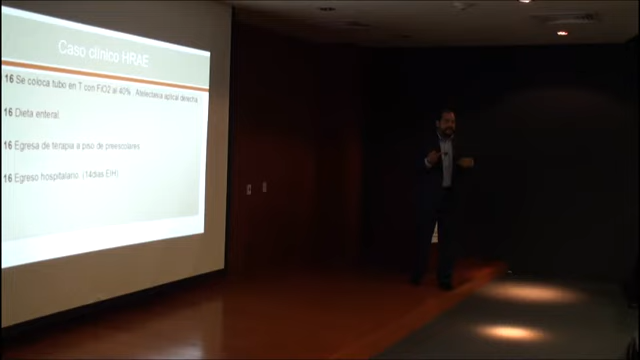 Caso clínico HRAE
16 Se coloca tubo en T con FiO2 al 40% . Atelectasia apical derecha.
16 Dieta enteral.
16 Egresa de terapia a piso de preescolares.
16 Egreso hospitalario. (14dias EIH)